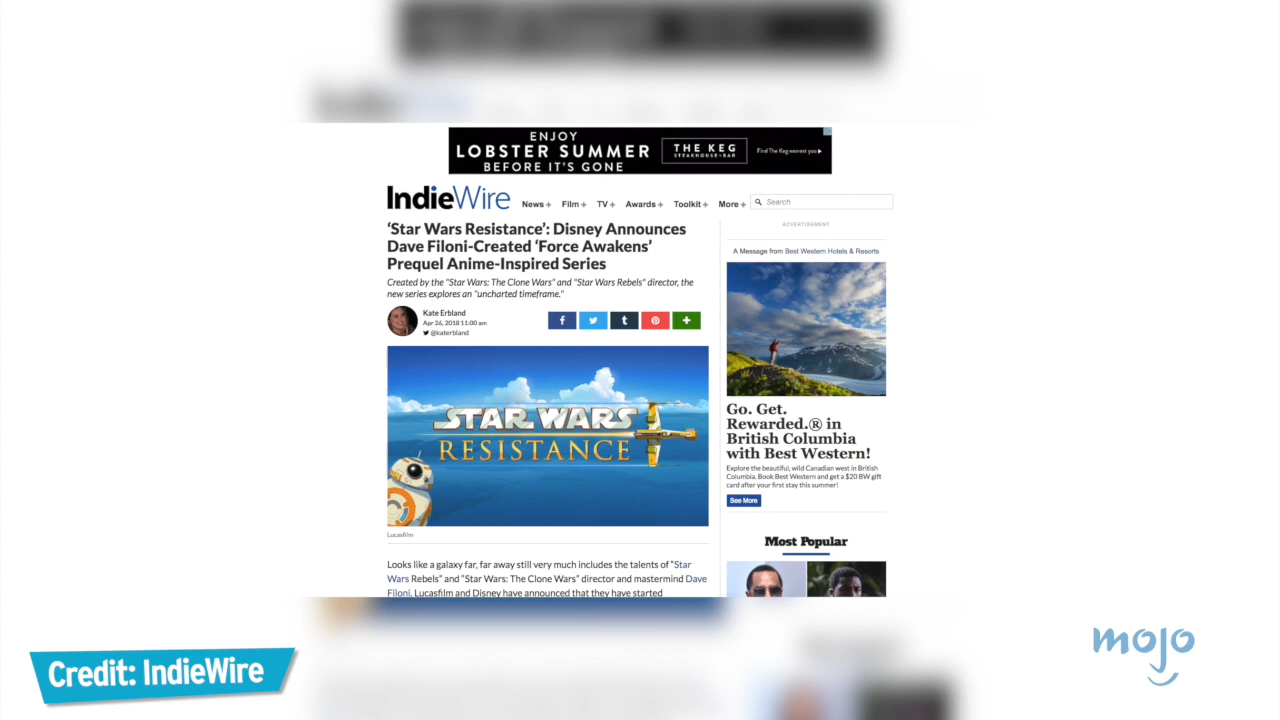 ENJOY
LOBSTER SUMMER
BEFORE IT'S GONE
THE KEG
STEAKHOUSE + BAR
Find The Keg nearest you ▶
IndieWire
News + Film + TV + Awards + Toolkit + More +
Search
'Star Wars Resistance': Disney Announces
Dave Filoni-Created 'Force Awakens'
Prequel Anime-Inspired Series
Created by the "Star Wars: The Clone Wars" and "Star Wars Rebels" director, the
new series explores an "uncharted timeframe."
Kate Erbland
Apr 26, 2018 11:00 am
@katerbland
STAR WARS
RESISTANCE
Lucasfilm
Looks like a galaxy far, far away still very much includes the talents of "Star
Wars Rebels" and "Star Wars: The Clone Wars" director and mastermind Dave
Filoni. Lucasfilm and Disney have announced that they have started
ADVERTISEMENT
A Message from Best Western Hotels & Resorts
Go. Get.
Rewarded.® in
British Columbia
with Best Western!
Explore the beautiful, wild Canadian west in British
Columbia. Book Best Western and get a $20 BW gift
card after your first stay this summer!
See More
Most Popular
Credit: IndieWire
mojo